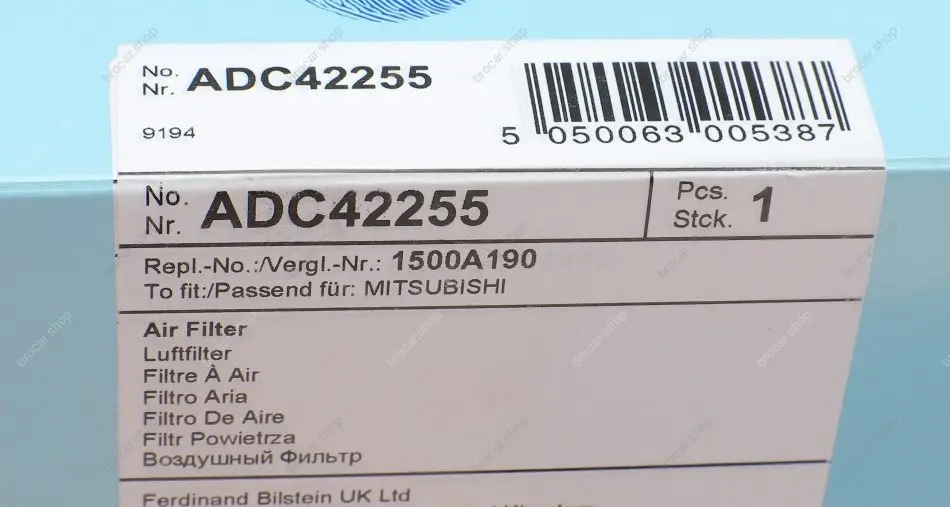 No.
Nr. ADC42255
9194
5 050063 005387
No.
Nr. ADC42255
Pcs.
Stck. 1
Repl.-No.:/Vergl.-Nr.: 1500A190
To fit:/Passend für: MITSUBISHI
Air Filter
Luftfilter
Filtre À Air
Filtro Aria
Filtro De Aire
Filtr Powietrza
Воздушный Фильтр
Ferdinand Bilstein UK Ltd
brocar.shop